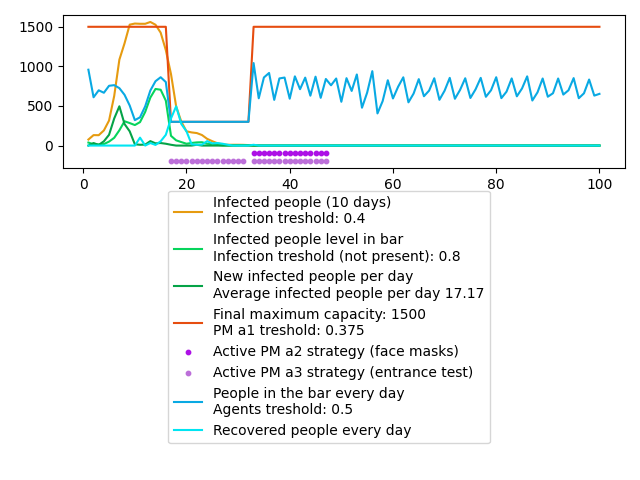 1500
1000
500
0
0
20
40
60
80
100
Infected people (10 days)
Infection treshold: 0.4
Infected people level in bar
Infection treshold (not present): 0.8
New infected people per day
Average infected people per day 17.17
Final maximum capacity: 1500
PM a1 treshold: 0.375
Active PM a2 strategy (face masks)
Active PM a3 strategy (entrance test)
People in the bar every day
Agents treshold: 0.5
Recovered people every day